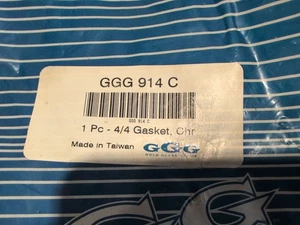 GGG 914 C
GGG 914 C
1 Pc - 4/4 Gasket, Chr
Made in Taiwan GGG